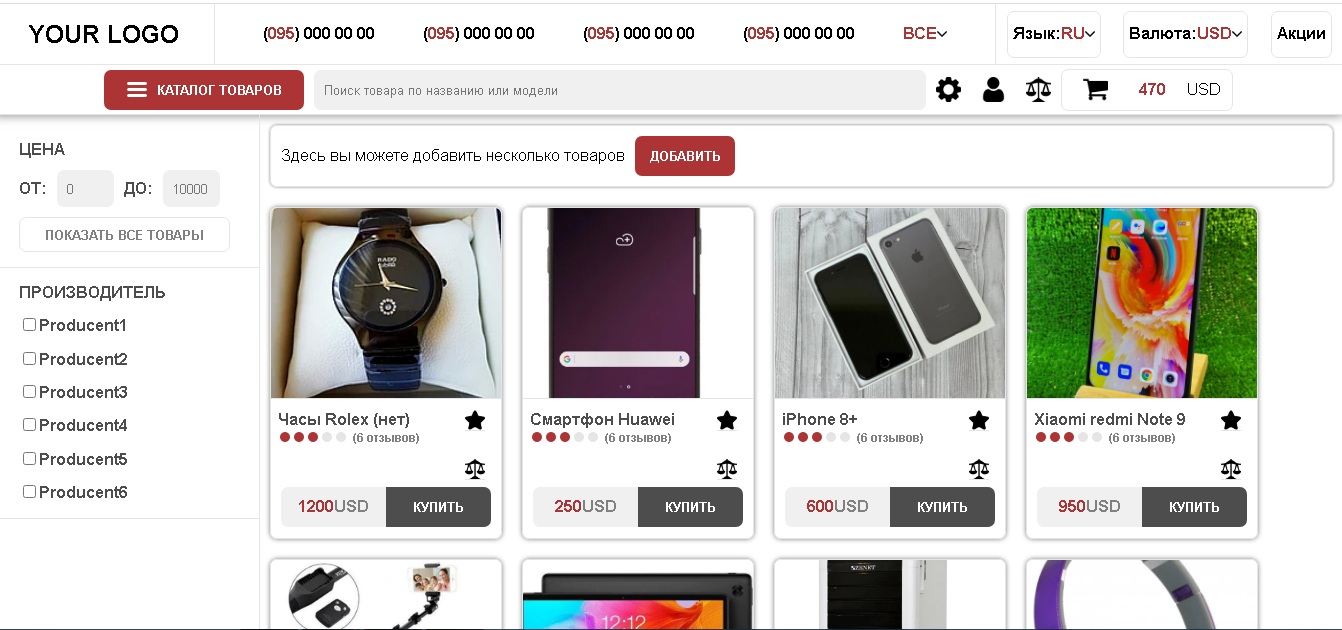 YOUR LOGO (095) 000 00 00 (095) 000 00 00 (095) 000 00 00 (095) 000 00 00 ВСЕ Язык:RU Валюта:USD Акции
КАТАЛОГ ТОВАРОВ Поиск товара по названию или модели 470 USD
ЦЕНА
ОТ: 0 ДО: 10000
ПОКАЗАТЬ ВСЕ ТОВАРЫ
ПРОИЗВОДИТЕЛЬ
Producent1
Producent2
Producent3
Producent4
Producent5
Producent6
Здесь вы можете добавить несколько товаров ДОБАВИТЬ
RADO
Часы Rolex (нет)
(6 отзывов)
1200USD КУПИТЬ
Смартфон Huawei
(6 отзывов)
250USD КУПИТЬ
iPhone 8+
(6 отзывов)
600USD КУПИТЬ
Xiaomi redmi Note 9
(6 отзывов)
950USD КУПИТЬ
12:12